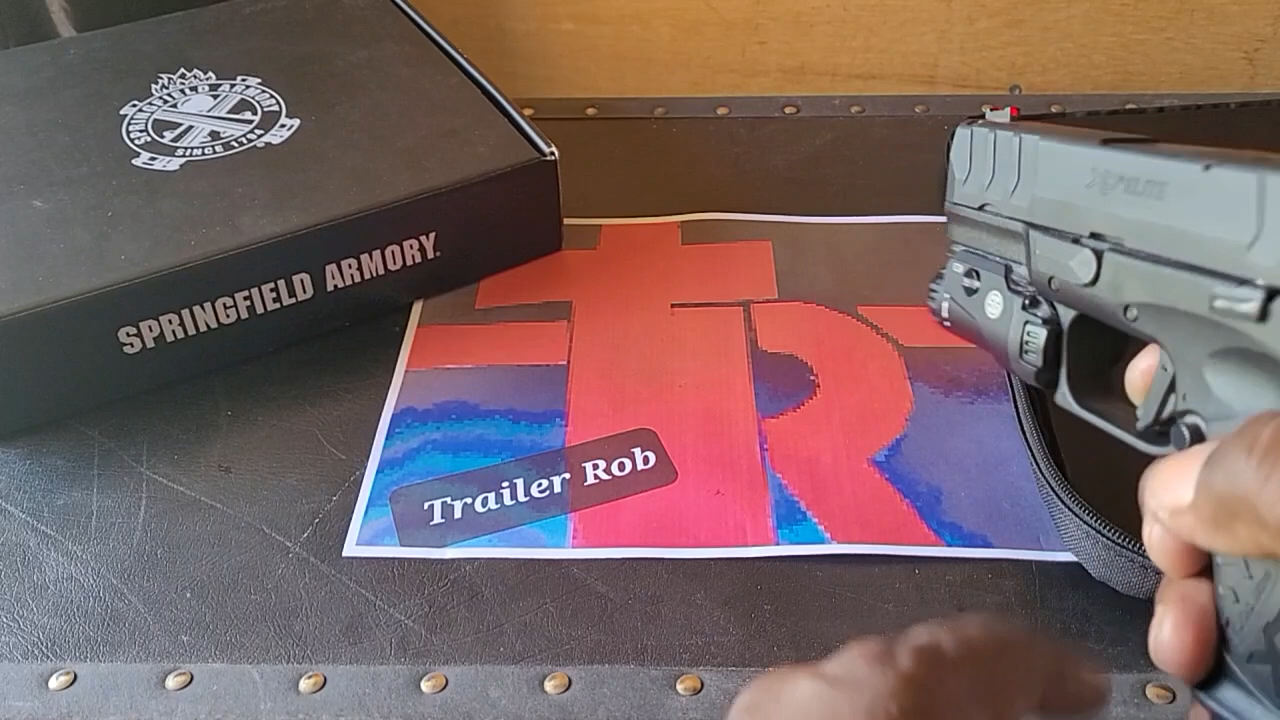 SPRINGFIELD ARMORY
SINCE 1794
SPRINGFIELD ARMORY.
XD-M ELITE
Trailer Rob